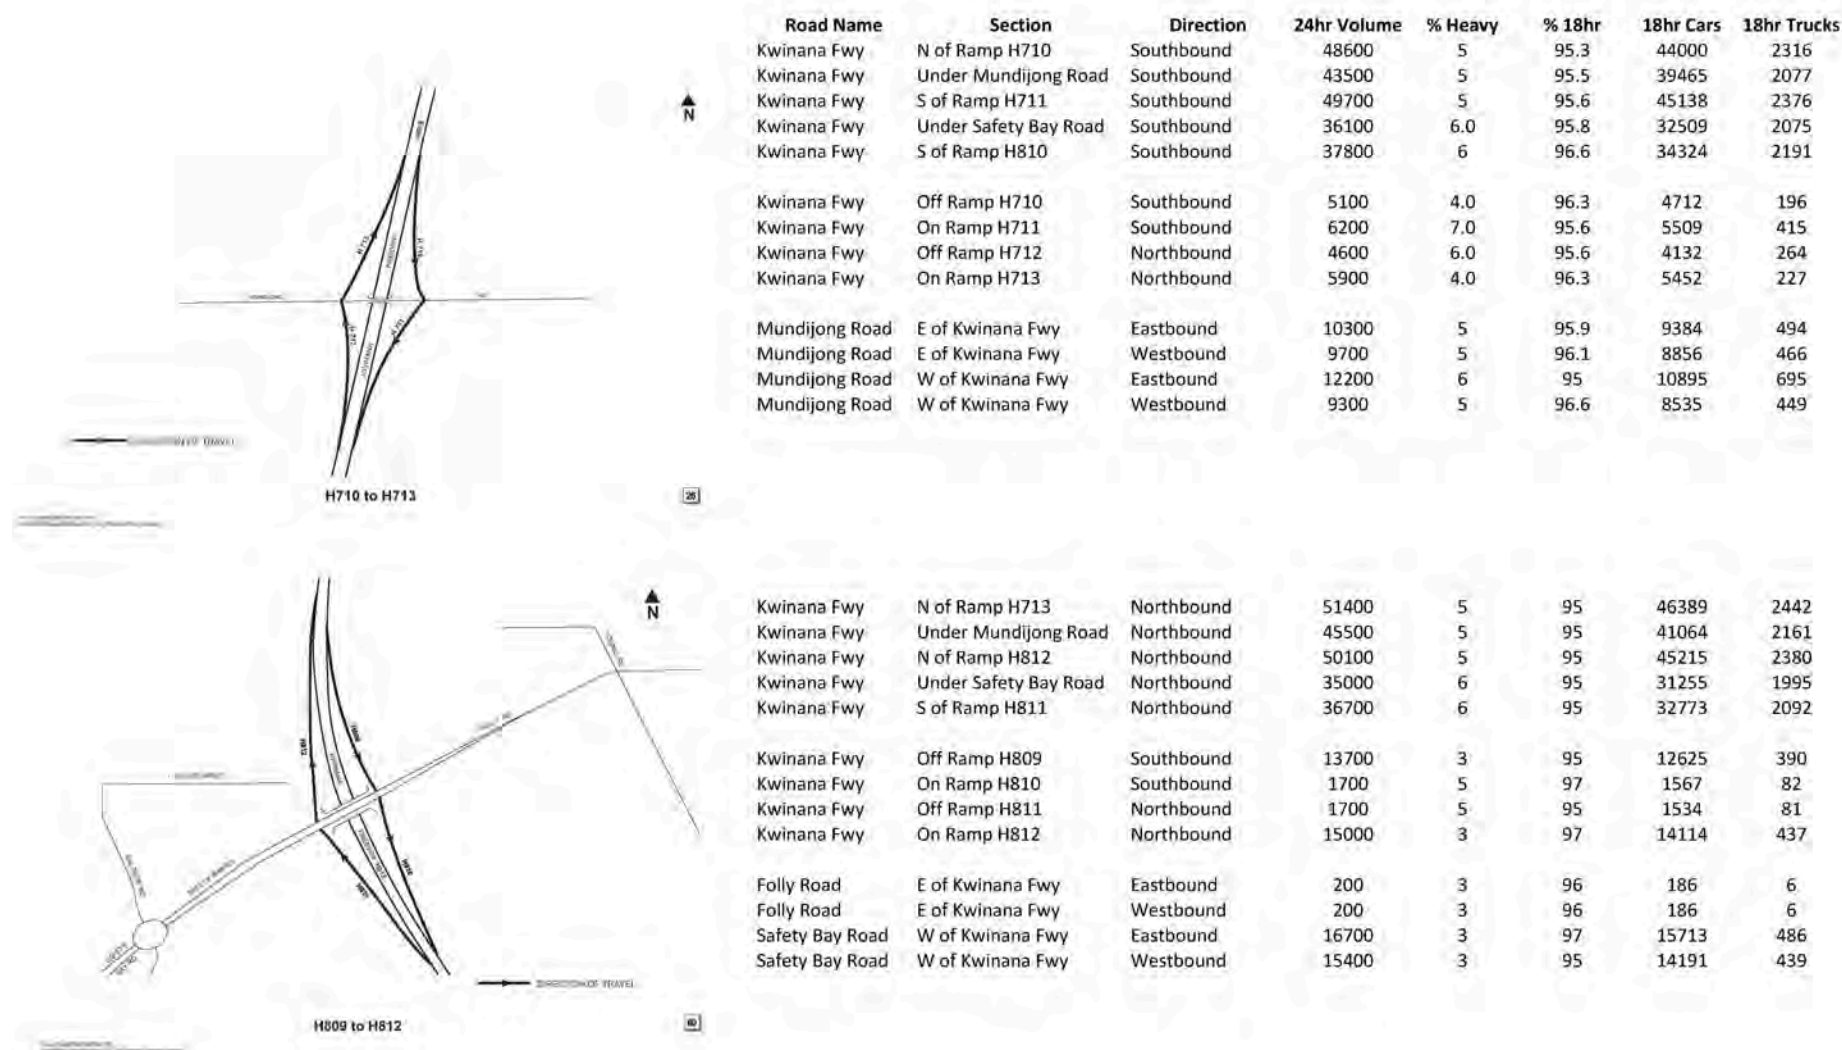 Road Name Section Direction 24hr Volume % Heavy % 18hr 18hr Cars 18hr Trucks
Kwinana Fwy N of Ramp H710 Southbound 48600 5 95.3 44000 2316
Kwinana Fwy Under Mundijong Road Southbound 43500 5 95.5 39465 2077
Kwinana Fwy S of Ramp H711 Southbound 49700 5 95.6 45138 2376
Kwinana Fwy Under Safety Bay Road Southbound 36100 6.0 95.8 32509 2075
Kwinana Fwy S of Ramp H810 Southbound 37800 6 96.6 34324 2191
Kwinana Fwy Off Ramp H710 Southbound 5100 4.0 96.3 4712 196
Kwinana Fwy On Ramp H711 Southbound 6200 7.0 95.6 5509 415
Kwinana Fwy Off Ramp H712 Northbound 4600 6.0 95.6 4132 264
Kwinana Fwy On Ramp H713 Northbound 5900 4.0 96.3 5452 227
Mundijong Road E of Kwinana Fwy Eastbound 10300 5 95.9 9384 494
Mundijong Road E of Kwinana Fwy Westbound 9700 5 96.1 8856 466
Mundijong Road W of Kwinana Fwy Eastbound 12200 6 95 10895 695
Mundijong Road W of Kwinana Fwy Westbound 9300 5 96.6 8535 449
N
H 713
DIRECTION OF TRAVEL
H710 to H713
26
Kwinana Fwy N of Ramp H713 Northbound 51400 5 95 46389 2442
Kwinana Fwy Under Mundijong Road Northbound 45500 5 95 41064 2161
Kwinana Fwy N of Ramp H812 Northbound 50100 5 95 45215 2380
Kwinana Fwy Under Safety Bay Road Northbound 35000 6 95 31255 1995
Kwinana Fwy S of Ramp H811 Northbound 36700 6 95 32773 2092
Kwinana Fwy Off Ramp H809 Southbound 13700 3 95 12625 390
Kwinana Fwy On Ramp H810 Southbound 1700 5 97 1567 82
Kwinana Fwy Off Ramp H811 Northbound 1700 5 95 1534 81
Kwinana Fwy On Ramp H812 Northbound 15000 3 97 14114 437
Folly Road E of Kwinana Fwy Eastbound 200 3 96 186 6
Folly Road E of Kwinana Fwy Westbound 200 3 96 186 6
Safety Bay Road W of Kwinana Fwy Eastbound 16700 3 97 15713 486
Safety Bay Road W of Kwinana Fwy Westbound 15400 3 95 14191 439
N
H812
H809
H811
H810
DIRECTION OF TRAVEL
H809 to H812
60